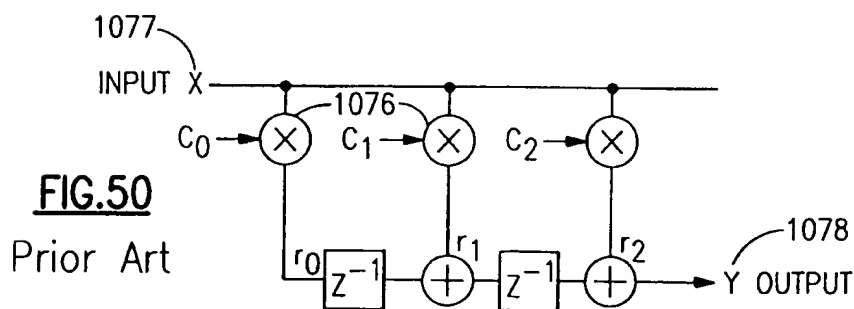 1077
INPUT X
1076
C₀
C₁
C₂
×
×
×
FIG.50
Prior Art
r₀
Z⁻¹
r₁
+
Z⁻¹
r₂
+
1078
Y OUTPUT